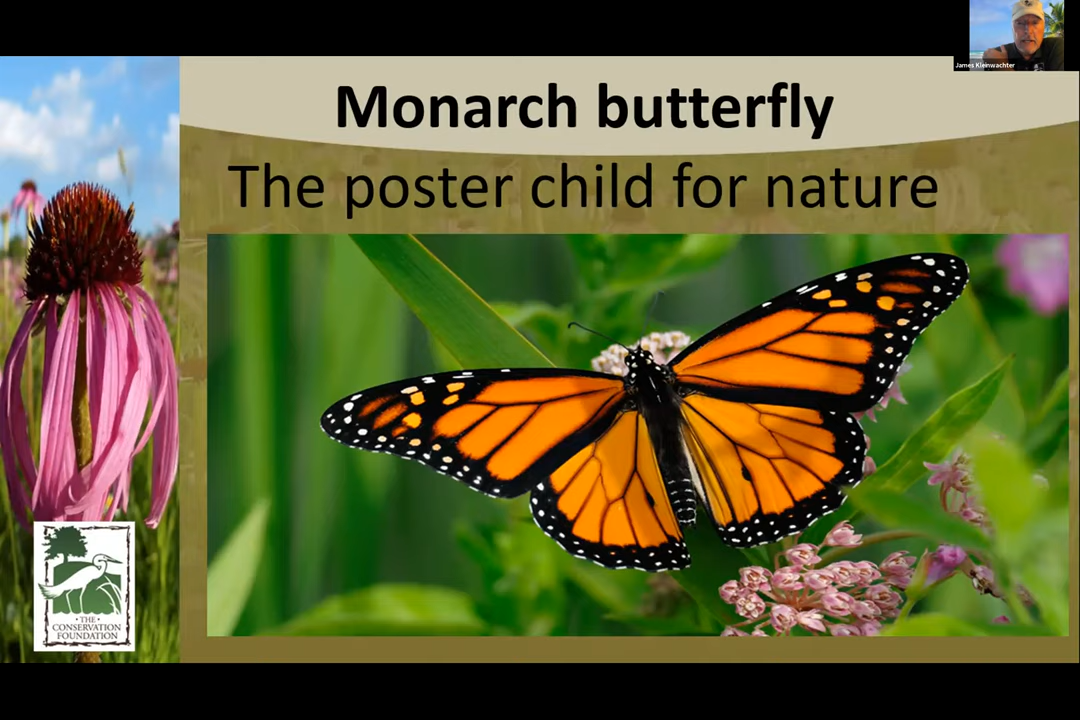 James Kleinwachter
Monarch butterfly
The poster child for nature
• THE •
CONSERVATION
FOUNDATION